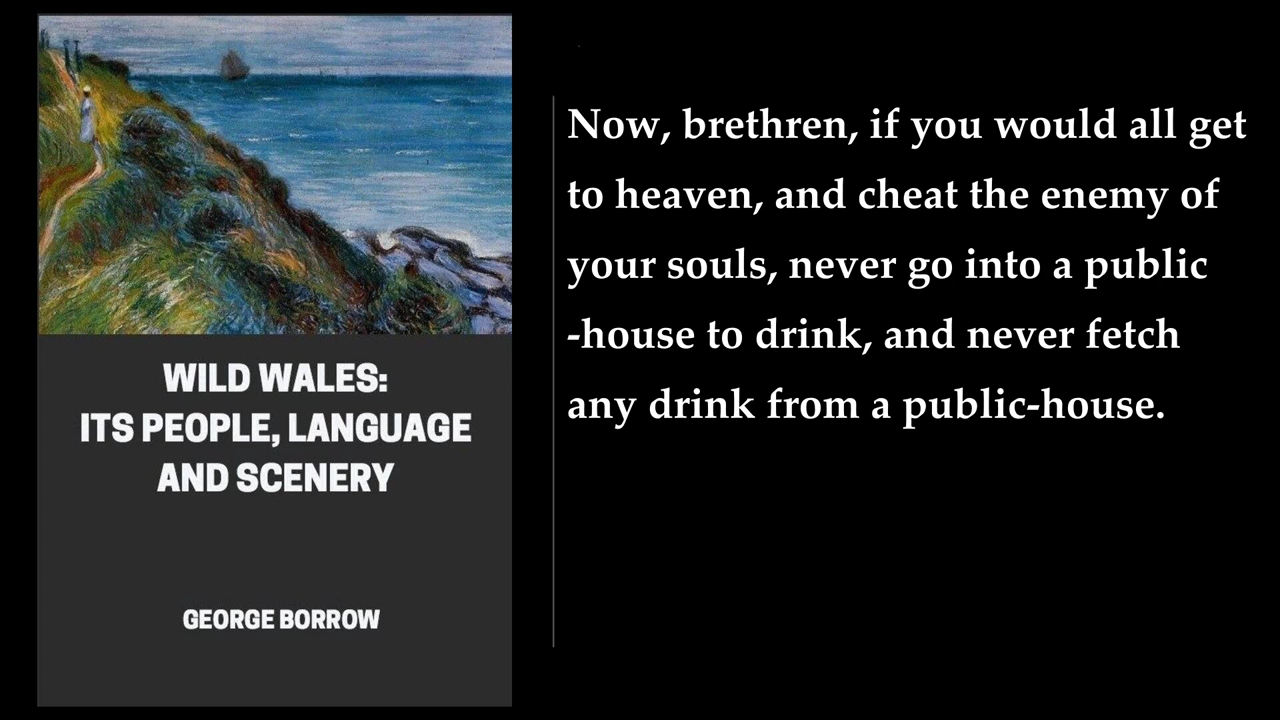 WILD WALES:
ITS PEOPLE, LANGUAGE
AND SCENERY
GEORGE BORROW
Now, brethren, if you would all get
to heaven, and cheat the enemy of
your souls, never go into a public
-house to drink, and never fetch
any drink from a public-house.